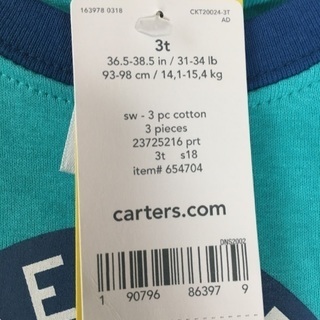 163978 0318
CKT20024-3T
AD
3t
36.5-38.5 in / 31-34 lb
93-98 cm / 14,1-15,4 kg
sw - 3 pc cotton
3 pieces
23725216 prt
3t s18
item# 654704
carters.com
DNS2002
1 90796 86397 9
E